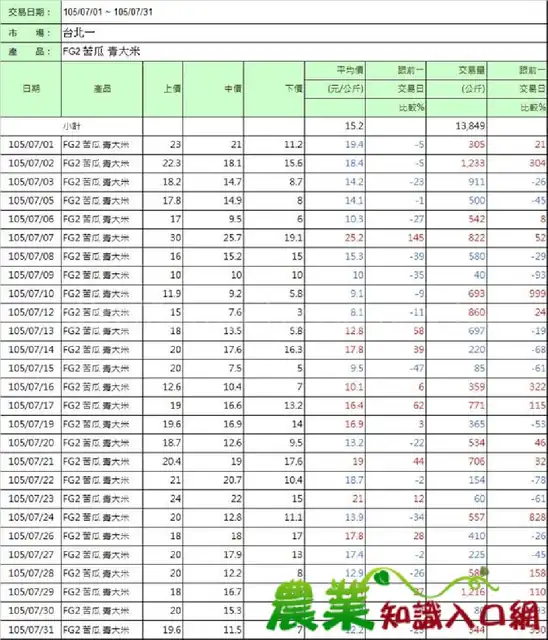 交易日期： 105/07/01 ~ 105/07/31
市 場： 台北一
產 品： FG2 苦瓜 青大米
日期 產品 上價 中價 下價 平均價 (元/公斤) 跟前一 交易日 比較% 交易量 (公斤) 跟前一 交易日 比較%
小計 15.2 13,849
105/07/01 FG2 苦瓜 青大米 23 21 11.2 19.4 -5 305 21
105/07/02 FG2 苦瓜 青大米 22.3 18.1 15.6 18.4 -5 1,233 304
105/07/03 FG2 苦瓜 青大米 18.2 14.7 8.7 14.2 -23 911 -26
105/07/05 FG2 苦瓜 青大米 17.8 14.9 8 14.1 -1 500 -45
105/07/06 FG2 苦瓜 青大米 17 9.5 6 10.3 -27 542 8
105/07/07 FG2 苦瓜 青大米 30 25.7 19.1 25.2 145 822 52
105/07/08 FG2 苦瓜 青大米 16 15.2 15 15.3 -39 580 -29
105/07/09 FG2 苦瓜 青大米 10 10 10 10 -35 40 -93
105/07/10 FG2 苦瓜 青大米 11.9 9.2 5.8 9.1 -9 693 999
105/07/12 FG2 苦瓜 青大米 15 7.6 3 8.1 -11 860 24
105/07/13 FG2 苦瓜 青大米 18 13.5 5.8 12.8 58 697 -19
105/07/14 FG2 苦瓜 青大米 20 17.6 16.3 17.8 39 220 -68
105/07/15 FG2 苦瓜 青大米 20 7.5 5 9.5 -47 85 -61
105/07/16 FG2 苦瓜 青大米 12.6 10.4 7 10.1 6 359 322
105/07/17 FG2 苦瓜 青大米 19 16.6 13.2 16.4 62 771 115
105/07/19 FG2 苦瓜 青大米 19.6 16.9 14 16.9 3 365 -53
105/07/20 FG2 苦瓜 青大米 18.7 12.6 9.5 13.2 -22 534 46
105/07/21 FG2 苦瓜 青大米 20.4 19 17.6 19 44 706 32
105/07/22 FG2 苦瓜 青大米 21 20.7 10.4 18.7 -2 154 -78
105/07/23 FG2 苦瓜 青大米 24 22 15 21 12 60 -61
105/07/24 FG2 苦瓜 青大米 20 12.8 11.1 13.9 -34 557 828
105/07/26 FG2 苦瓜 青大米 18 18 17 17.8 28 410 -26
105/07/27 FG2 苦瓜 青大米 20 17.9 13 17.4 -2 225 -45
105/07/28 FG2 苦瓜 青大米 20 12.2 8 12.9 -26 158
105/07/29 FG2 苦瓜 青大米 20 16.7 1,216 110
105/07/30 FG2 苦瓜 青大米 20 15.3
105/07/31 FG2 苦瓜 青大米 19.6 11.5 7 12.2 544
農業知識入口網